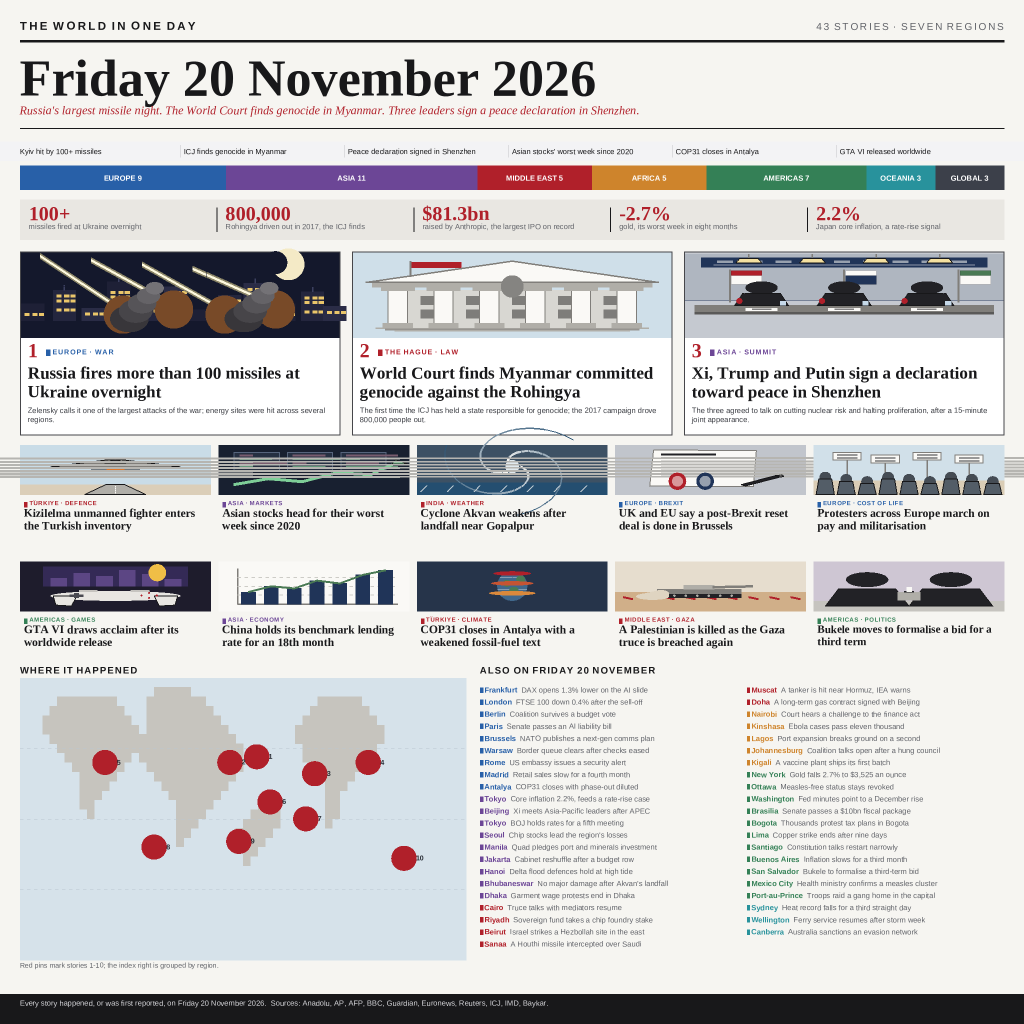 THE WORLD IN ONE DAY
43 STORIES · SEVEN REGIONS
Friday 20 November 2026
Russia's largest missile night. The World Court finds genocide in Myanmar. Three leaders sign a peace declaration in Shenzhen.
Kyiv hit by 100+ missiles
ICJ finds genocide in Myanmar
Peace declaration signed in Shenzhen
Asian stocks' worst week since 2020
COP31 closes in Antalya
GTA VI released worldwide
EUROPE 9
ASIA 11
MIDDLE EAST 5
AFRICA 5
AMERICAS 7
OCEANIA 3
GLOBAL 3
100+
missiles fired at Ukraine overnight
800,000
Rohingya driven out in 2017, the ICJ finds
$81.3bn
raised by Anthropic, the largest IPO on record
-2.7%
gold, its worst week in eight months
2.2%
Japan core inflation, a rate-rise signal
1 EUROPE · WAR
Russia fires more than 100 missiles at
Ukraine overnight
Zelensky calls it one of the largest attacks of the war; energy sites were hit across several
regions.
2 THE HAGUE · LAW
World Court finds Myanmar committed
genocide against the Rohingya
The first time the ICJ has held a state responsible for genocide; the 2017 campaign drove
800,000 people out.
3 ASIA · SUMMIT
Xi, Trump and Putin sign a declaration
toward peace in Shenzhen
The three agreed to talk on cutting nuclear risk and halting proliferation, after a 15-minute
joint appearance.
TÜRKIYE · DEFENCE
Kizilelma unmanned fighter enters
the Turkish inventory
ASIA · MARKETS
Asian stocks head for their worst
week since 2020
INDIA · WEATHER
Cyclone Akvan weakens after
landfall near Gopalpur
EUROPE · BREXIT
UK and EU say a post-Brexit reset
deal is done in Brussels
EUROPE · COST OF LIFE
Protesters across Europe march on
pay and militarisation
AMERICAS · GAMES
GTA VI draws acclaim after its
worldwide release
ASIA · ECONOMY
China holds its benchmark lending
rate for an 18th month
TÜRKIYE · CLIMATE
COP31 closes in Antalya with a
weakened fossil-fuel text
MIDDLE EAST · GAZA
A Palestinian is killed as the Gaza
truce is breached again
AMERICAS · POLITICS
Bukele moves to formalise a bid for a
third term
WHERE IT HAPPENED
5
2
1
3
4
6
7
8
9
10
Red pins mark stories 1-10; the index right is grouped by region.
ALSO ON FRIDAY 20 NOVEMBER
Frankfurt DAX opens 1.3% lower on the AI slide
London FTSE 100 down 0.4% after the sell-off
Berlin Coalition survives a budget vote
Paris Senate passes an AI liability bill
Brussels NATO publishes a next-gen comms plan
Warsaw Border queue clears after checks eased
Rome US embassy issues a security alert
Madrid Retail sales slow for a fourth month
Antalya COP31 closes with phase-out diluted
Tokyo Core inflation 2.2%, feeds a rate-rise case
Beijing Xi meets Asia-Pacific leaders after APEC
Tokyo BOJ holds rates for a fifth meeting
Seoul Chip stocks lead the region's losses
Manila Quad pledges port and minerals investment
Jakarta Cabinet reshuffle after a budget row
Hanoi Delta flood defences hold at high tide
Bhubaneswar No major damage after Akvan's landfall
Dhaka Garment wage protests end in Dhaka
Cairo Truce talks with mediators resume
Riyadh Sovereign fund takes a chip foundry stake
Beirut Israel strikes a Hezbollah site in the east
Sanaa A Houthi missile intercepted over Saudi
Muscat A tanker is hit near Hormuz, IEA warns
Doha A long-term gas contract signed with Beijing
Nairobi Court hears a challenge to the finance act
Kinshasa Ebola cases pass eleven thousand
Lagos Port expansion breaks ground on a second
Johannesburg Coalition talks open after a hung council
Kigali A vaccine plant ships its first batch
New York Gold falls 2.7% to $3,525 an ounce
Ottawa Measles-free status stays revoked
Washington Fed minutes point to a December rise
Brasilia Senate passes a $10bn fiscal package
Bogota Thousands protest tax plans in Bogota
Lima Copper strike ends after nine days
Santiago Constitution talks restart narrowly
Buenos Aires Inflation slows for a third month
San Salvador Bukele to formalise a third-term bid
Mexico City Health ministry confirms a measles cluster
Port-au-Prince Troops raid a gang home in the capital
Sydney Heat record falls for a third straight day
Wellington Ferry service resumes after storm week
Canberra Australia sanctions an evasion network
Every story happened, or was first reported, on Friday 20 November 2026. Sources: Anadolu, AP, AFP, BBC, Guardian, Euronews, Reuters, ICJ, IMD, Baykar.